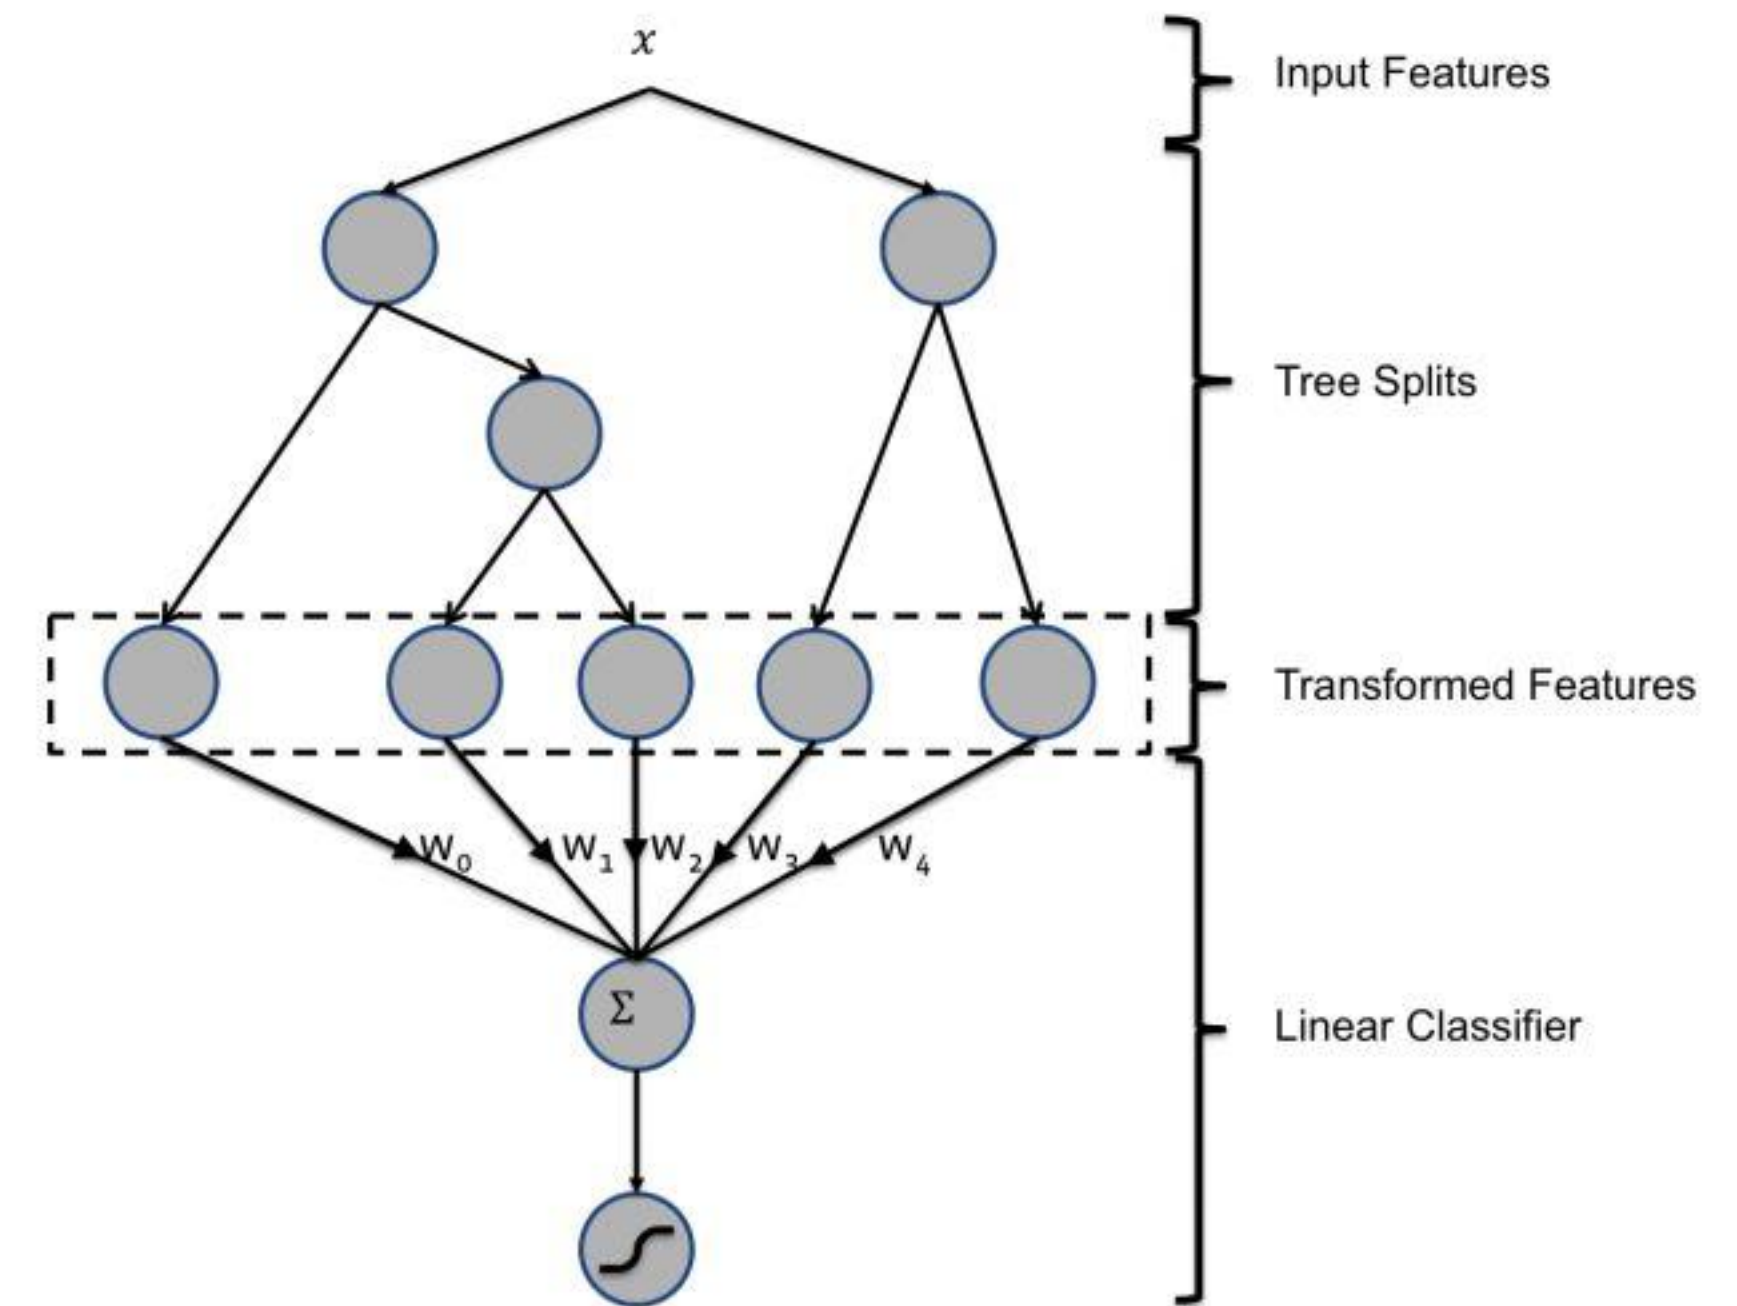 x
Input Features
Tree Splits
Transformed Features
W₀ W₁ W₂ W₃ W₄
Σ
Linear Classifier